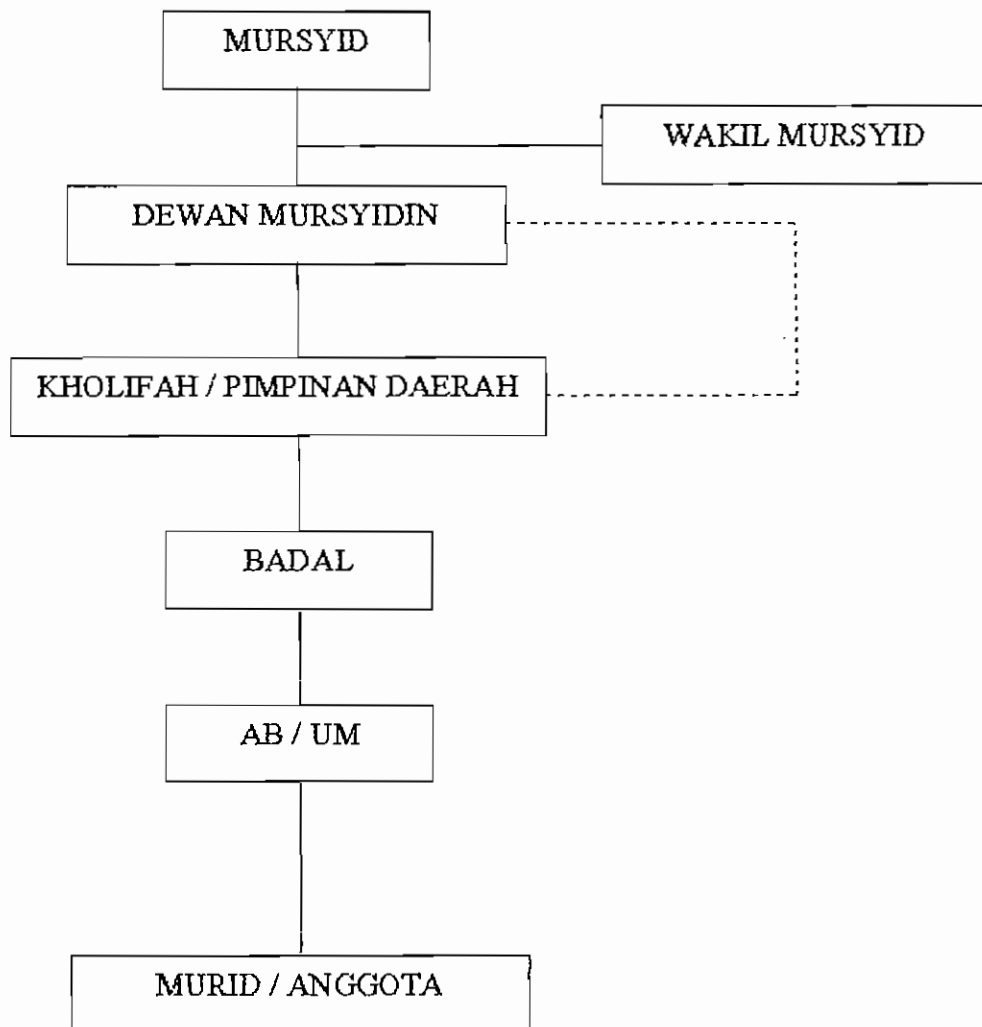 MURSYID
WAKIL MURSYID
DEWAN MURSYIDIN
KHOLIFAH / PIMPINAN DAERAH
BADAL
AB / UM
MURID / ANGGOTA